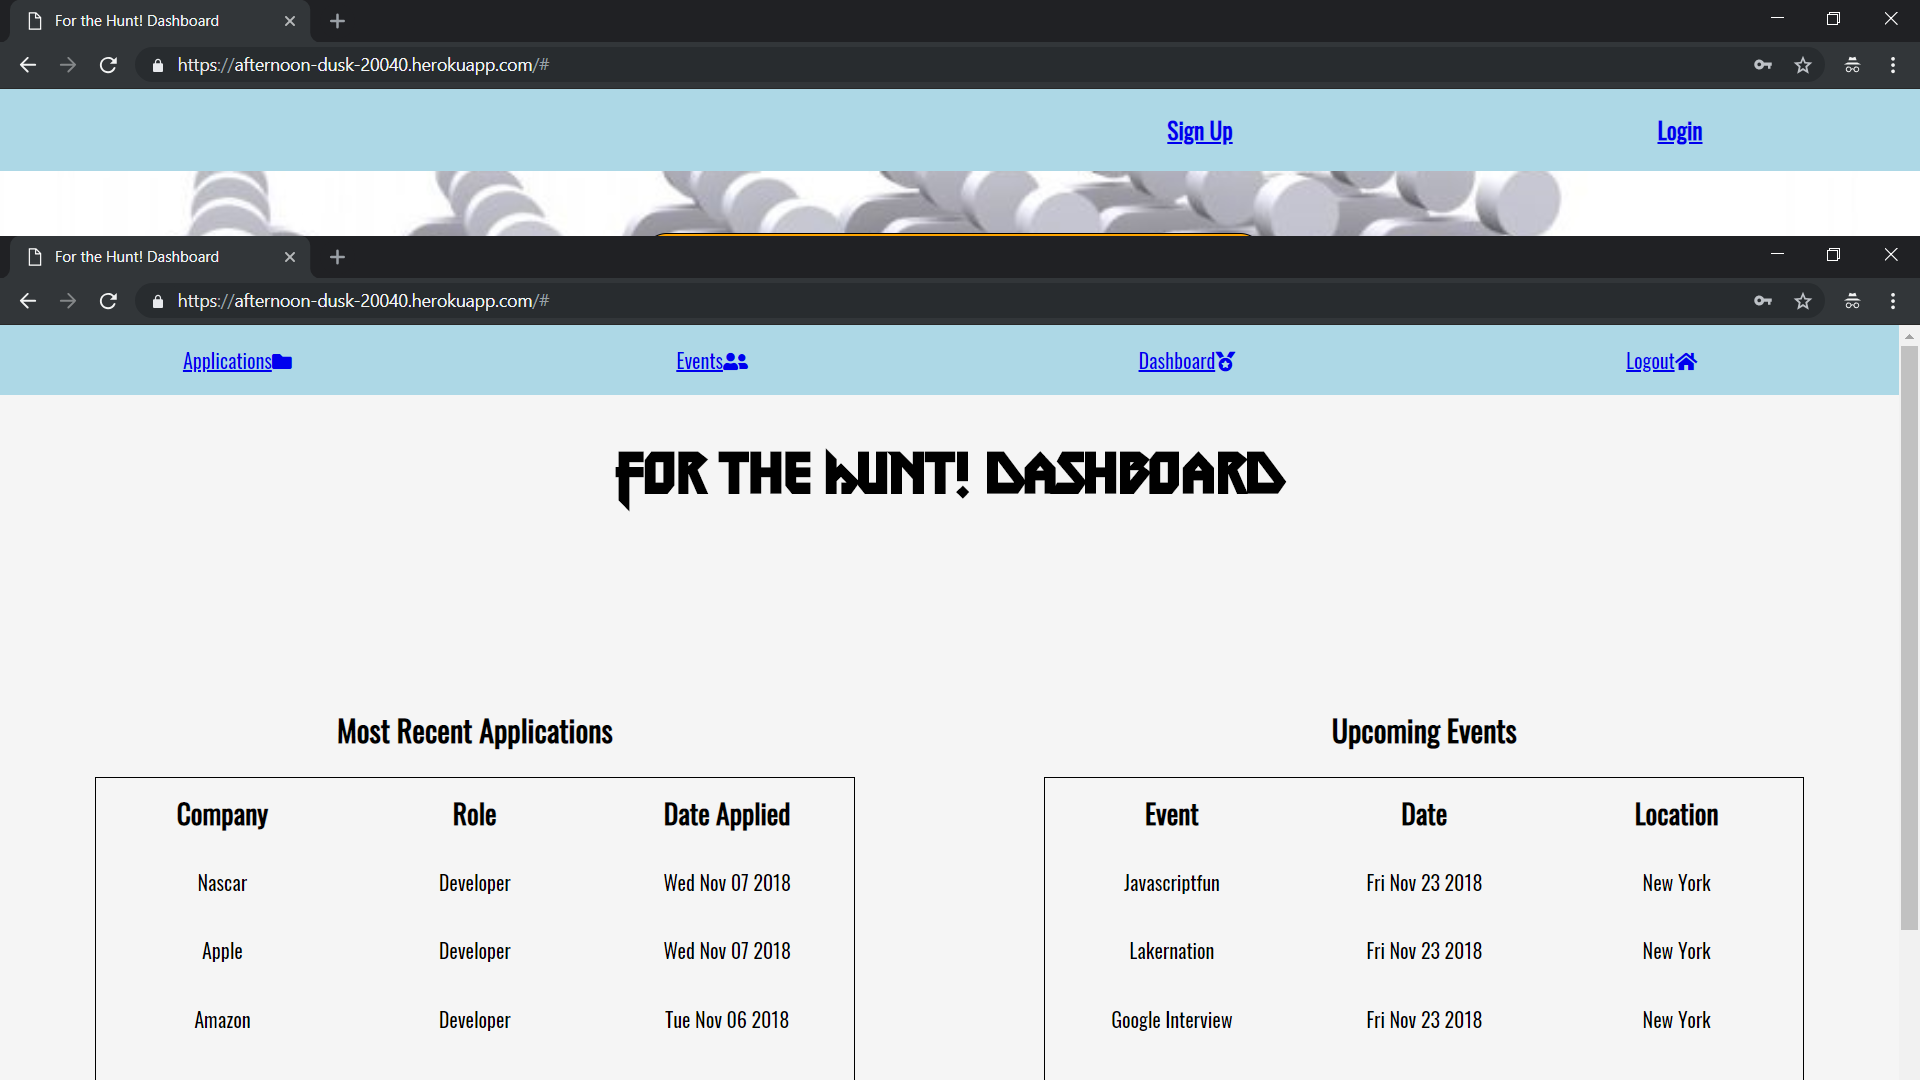 For the Hunt! Dashboard
https://afternoon-dusk-20040.herokuapp.com/#
Sign Up Login
For the Hunt! Dashboard
https://afternoon-dusk-20040.herokuapp.com/#
Applications Events Dashboard Logout
FOR THE HUNT! DASHBOARD
Most Recent Applications Upcoming Events
Company Role Date Applied Event Date Location
Nascar Developer Wed Nov 07 2018 Javascriptfun Fri Nov 23 2018 New York
Apple Developer Wed Nov 07 2018 Lakernation Fri Nov 23 2018 New York
Amazon Developer Tue Nov 06 2018 Google Interview Fri Nov 23 2018 New York